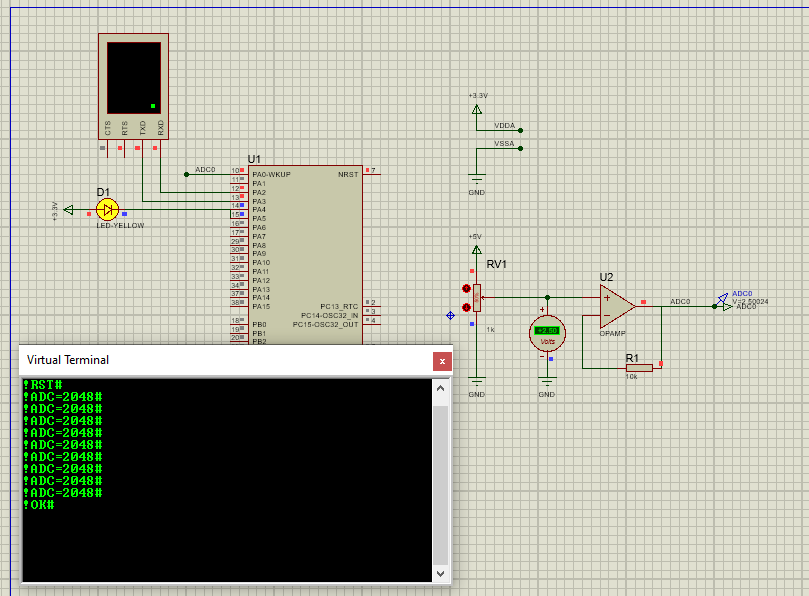 CTS
RTS
TXD
RXD
+3.3V
VDDA
VSSA
GND
U1
ADC0
10
PA0-WKUP
NRST
7
11
PA1
12
PA2
13
PA3
14
PA4
15
PA5
16
PA6
17
PA7
29
PA8
30
PA9
31
PA10
32
PA11
33
PA12
34
PA13
37
PA14
38
PA15
PC13_RTC
2
PC14-OSC32_IN
3
PC15-OSC32_OUT
4
18
PB0
19
PB1
20
PB2
D1
+3.3V
LED-YELLOW
+5V
RV1
1k
GND
+2.50
Volts
GND
U2
OPAMP
ADC0
ADC0
V=2.50024
ADC0
R1
10k
Virtual Terminal
x
!RST#
!ADC=2048#
!ADC=2048#
!ADC=2048#
!ADC=2048#
!ADC=2048#
!ADC=2048#
!ADC=2048#
!ADC=2048#
!ADC=2048#
!OK#